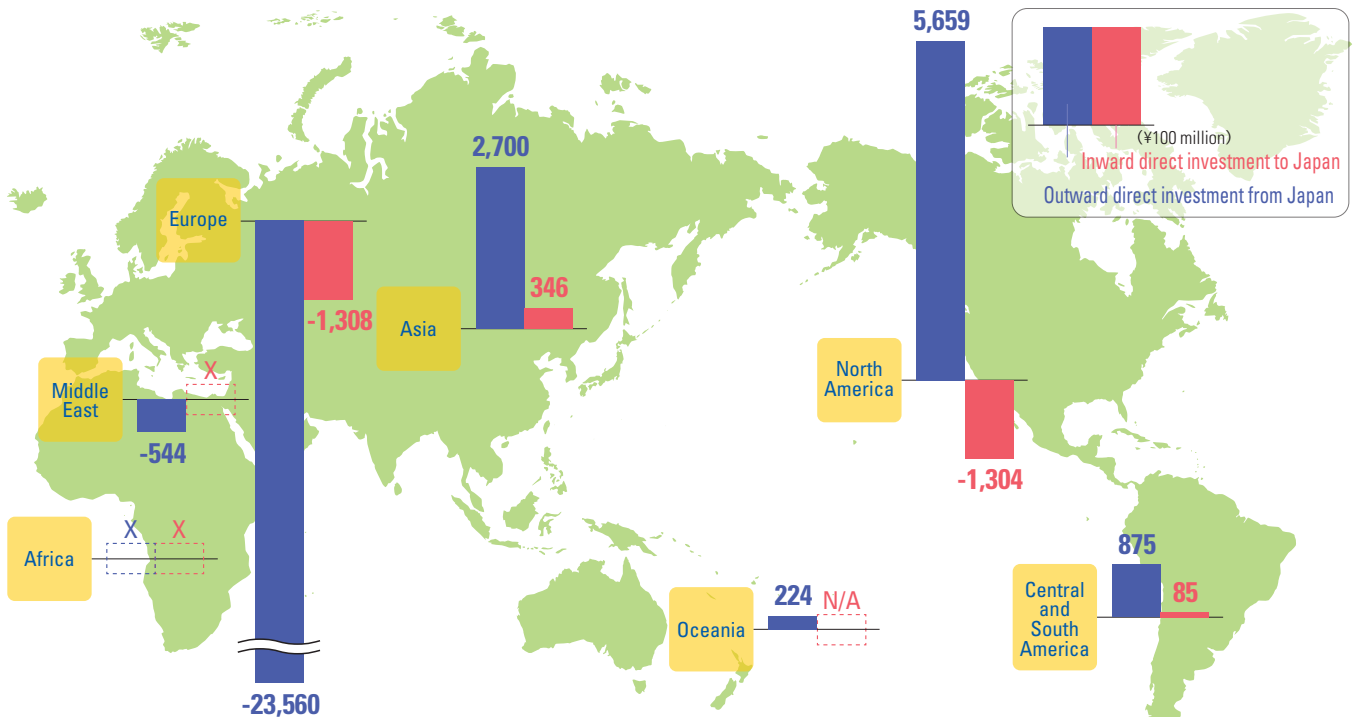 5,659
(¥100 million)
Inward direct investment to Japan
Outward direct investment from Japan
2,700
Europe
346
-1,308
Asia
X
North
America
Middle
East
-544
-1,304
X
X
Africa
875
224
N/A
85
Central
and
South
America
Oceania
-23,560